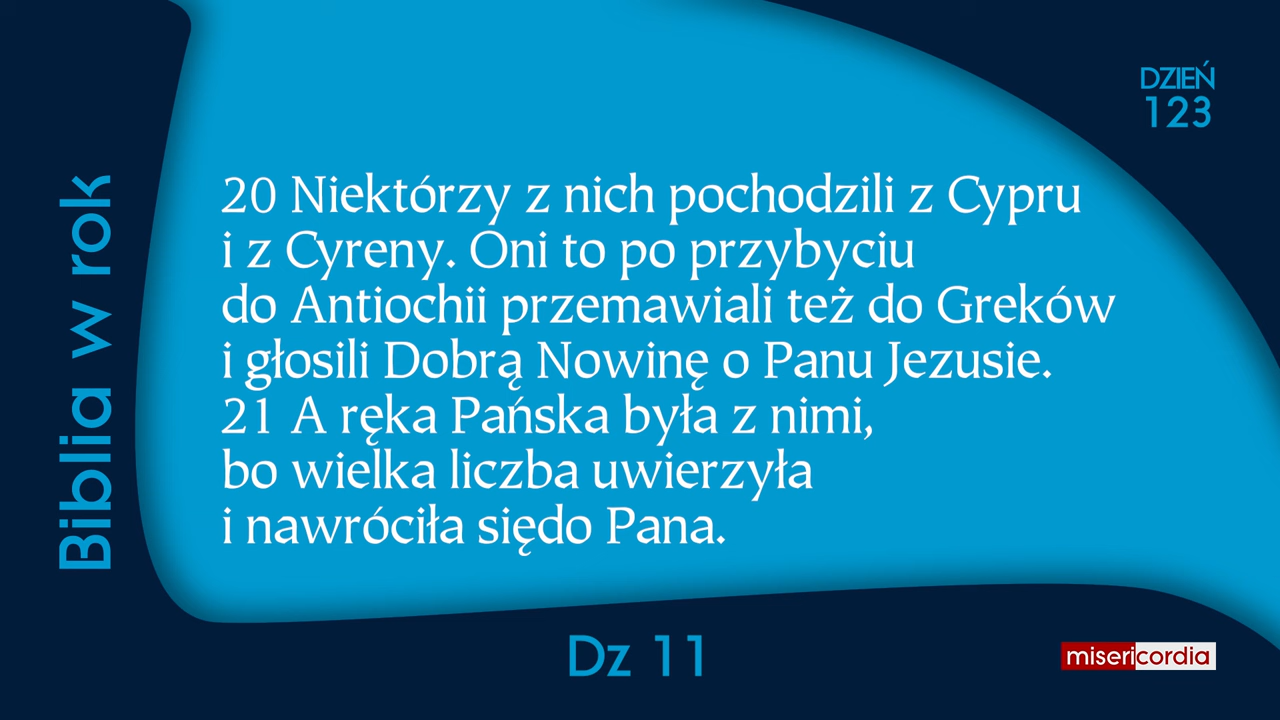 DZIEŃ
123
Biblia w rok
20 Niektórzy z nich pochodzili z Cypru
i z Cyreny. Oni to po przybyciu
do Antiochii przemawiali też do Greków
i głosili Dobrą Nowinę o Panu Jezusie.
21 A ręka Pańska była z nimi,
bo wielka liczba uwierzyła
i nawróciła siędo Pana.
Dz 11
misericordia